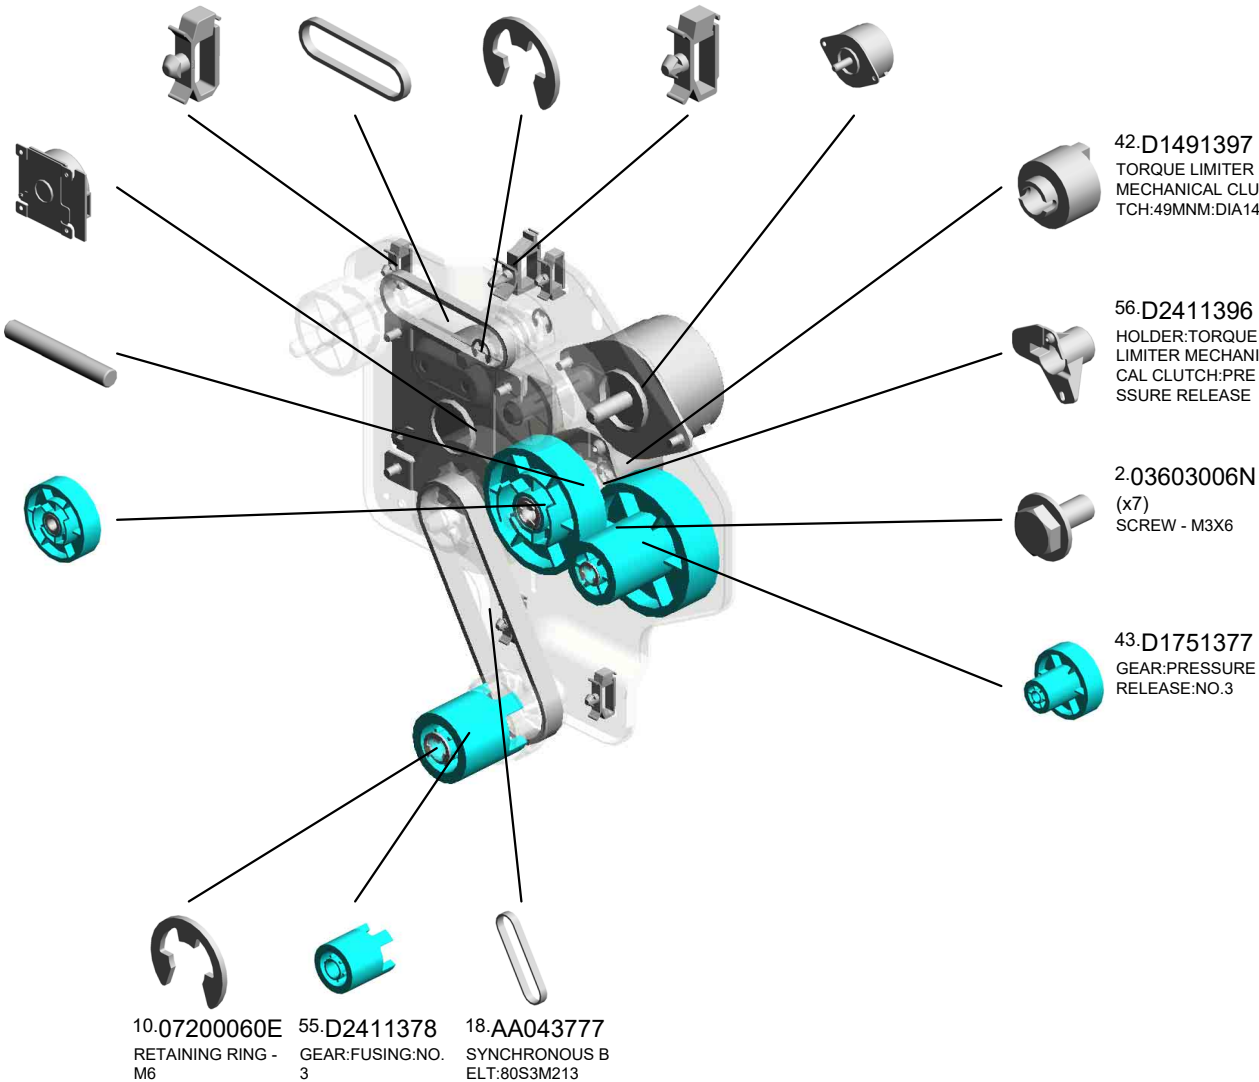 42.D1491397
TORQUE LIMITER
MECHANICAL CLU
TCH:49MNM:DIA14
56.D2411396
HOLDER:TORQUE
LIMITER MECHANI
CAL CLUTCH:PRE
SSURE RELEASE
2.03603006N
(x7)
SCREW - M3X6
43.D1751377
GEAR:PRESSURE
RELEASE:NO.3
10.07200060E
RETAINING RING -
M6
55.D2411378
GEAR:FUSING:NO.
3
18.AA043777
SYNCHRONOUS B
ELT:80S3M213